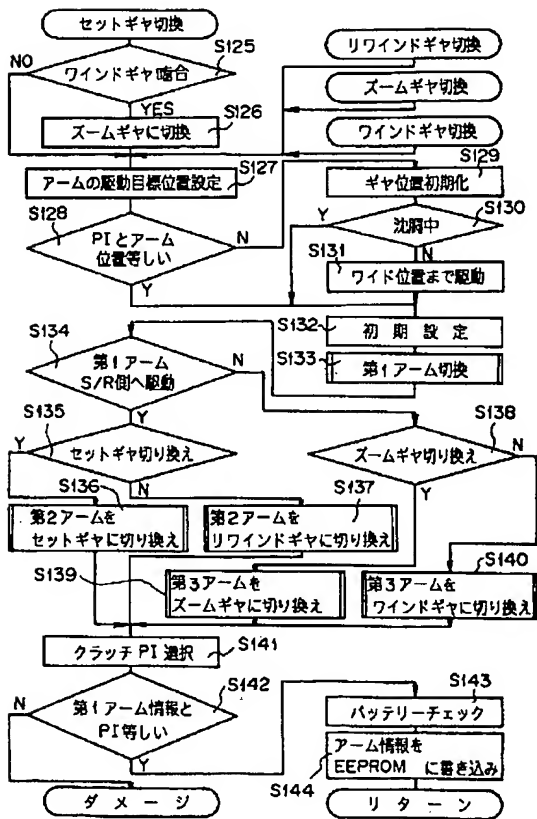 セットギヤ切換
S125
NO
ワインドギヤ噛合
YES
S126
ズームギヤに切換
リワインドギヤ切換
ズームギヤ切換
ワインドギヤ切換
S127
アームの駆動目標位置設定
S128
PIとアーム
位置等しい
N
Y
S129
ギヤ位置初期化
S130
Y
沈胴中
N
S131
ワイド位置まで駆動
S132
初期設定
S133
第1アーム切換
S134
第1アーム
S/R側へ駆動
N
Y
S135
Y
セットギヤ切り換え
N
S138
ズームギヤ切り換え
N
Y
S136
第2アームを
セットギヤに切り換え
S137
第2アームを
リワインドギヤに切り換え
S139
第3アームを
ズームギヤに切り換え
S140
第3アームを
ワインドギヤに切り換え
S141
クラッチPI選択
S142
N
第1アーム情報と
PI等しい
Y
S143
バッテリーチェック
S144
アーム情報を
EEPROMに書き込み
ダメージ
リターン